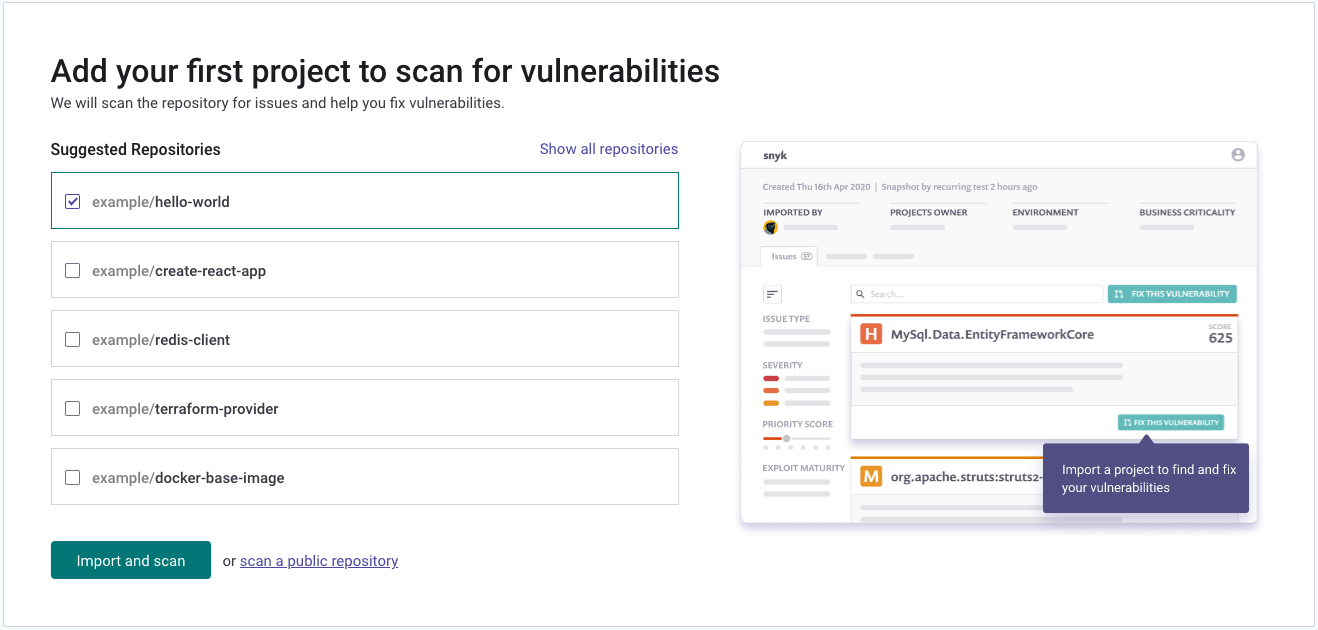 Add your first project to scan for vulnerabilities
We will scan the repository for issues and help you fix vulnerabilities.
Suggested Repositories
Show all repositories
example/hello-world
example/create-react-app
example/redis-client
example/terraform-provider
example/docker-base-image
Import and scan or scan a public repository
snyk
Created Thu 16th Apr 2020 | Snapshot by recurring test 2 hours ago
IMPORTED BY
PROJECTS OWNER
ENVIRONMENT
BUSINESS CRITICALITY
Issues 57
Search...
FIX THIS VULNERABILITY
ISSUE TYPE
SEVERITY
PRIORITY SCORE
EXPLOIT MATURITY
H MySql.Data.EntityFrameworkCore
SCORE
625
FIX THIS VULNERABILITY
M org.apache.struts:struts2-
Import a project to find and fix
your vulnerabilities